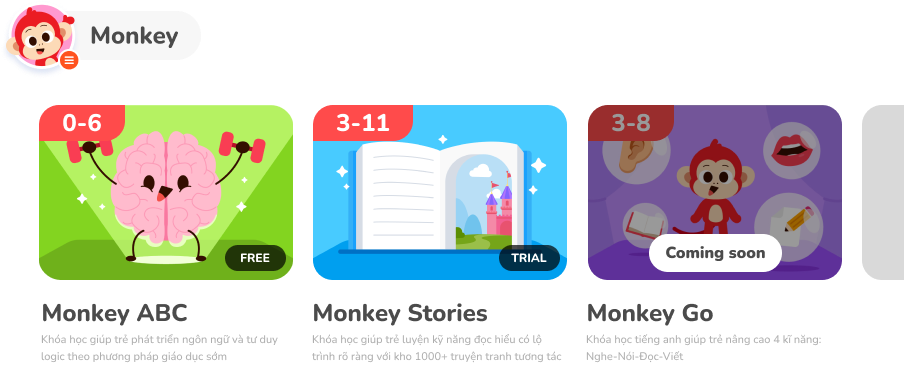 Monkey
0-6
FREE
Monkey ABC
Khóa học giúp trẻ phát triển ngôn ngữ và tư duy
logic theo phương pháp giáo dục sớm
3-11
TRIAL
Monkey Stories
Khóa học giúp trẻ luyện kỹ năng đọc hiểu có lộ
trình rõ ràng với kho 1000+ truyện tranh tương tác
3-8
Coming soon
Monkey Go
Khóa học tiếng anh giúp trẻ nâng cao 4 kĩ năng:
Nghe-Nói-Đọc-Viết